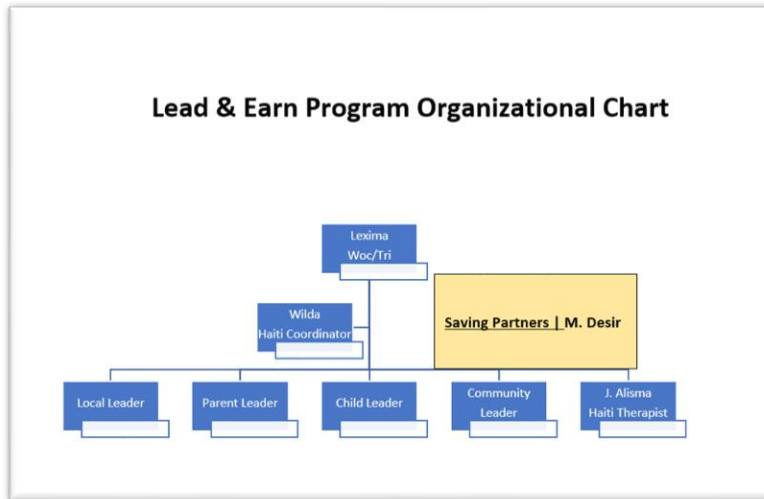 Lead & Earn Program Organizational Chart
Lexima
Woc/Tri
Wilda
Haiti Coordinator
Saving Partners | M. Desir
Local Leader
Parent Leader
Child Leader
Community
Leader
J. Alisma
Haiti Therapist